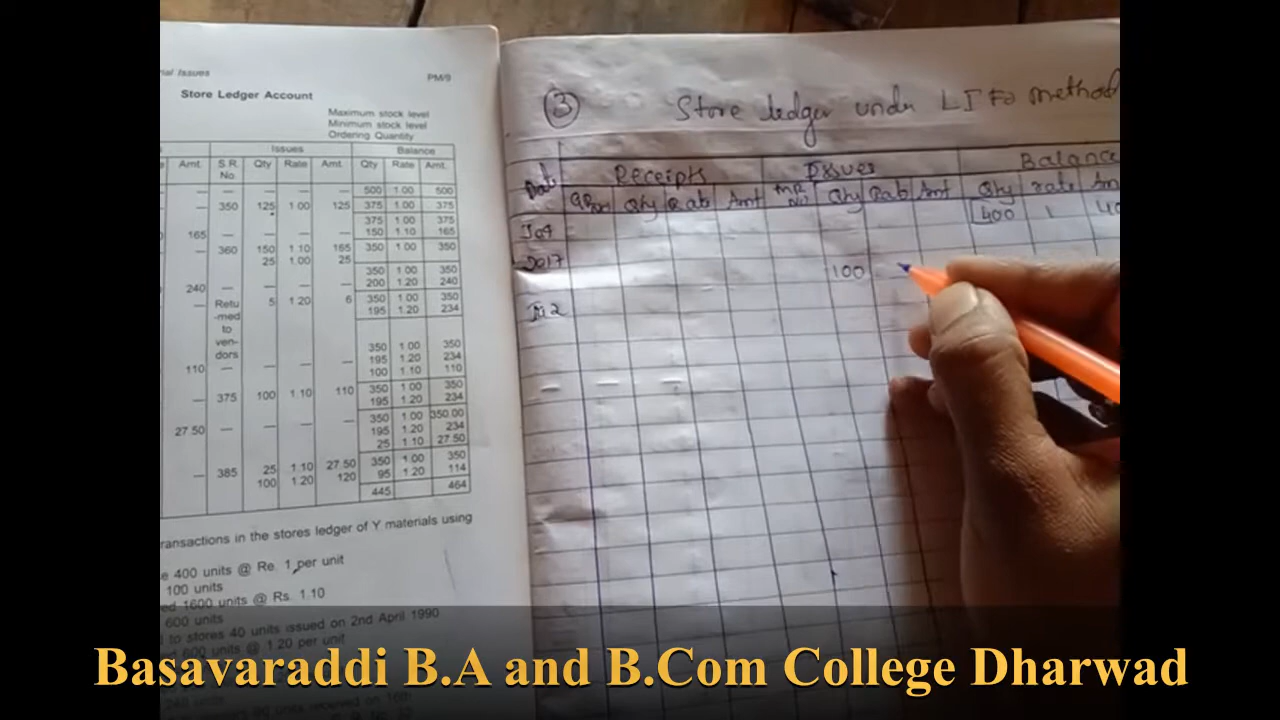 rial Issues
PM/9
Store Ledger Account
Maximum stock level
Minimum stock level
Ordering Quantity
Issues Balance
Amt. S.R. No Qty Rate Amt. Qty Rate Amt.
— — — — — 500 1.00 500
— 350 125 1 00 125 375 1.00 375
375 1.00 375
165 — — — — 150 1.10 165
— 360 150 1.10 165 350 1.00 350
25 1.00 25
350 1.00 350
240 — — — — 200 1.20 240
— Retu 5 1.20 6 350 1.00 350
-rned 195 1.20 234
to
ven-
dors
350 1.00 350
195 1.20 234
110 — — — — 100 1.10 110
— 375 100 1.10 110 350 1.00 350
195 1.20 234
350 1.00 350.00
27 50 — — — — 195 1.20 234
25 1.10 27 50
— 385 25 1.10 27 50 350 1.00 350
100 1.20 120 95 1.20 114
445 464
ransactions in the stores ledger of Y materials using
e 400 units @ Re. 1 per unit
100 units
ed 1600 units @ Rs. 1.10
600 units
d to stores 40 units issued on 2nd April 1990
ed 600 units @ 1.20 per unit
3 Store ledger under LIFO method
Date Receipts Issues Balance
Qty Rate Amt Qty Rate Amt Qty Rate Am
400 1 40
2017 100
Basavaraddi B.A and B.Com College Dharwad